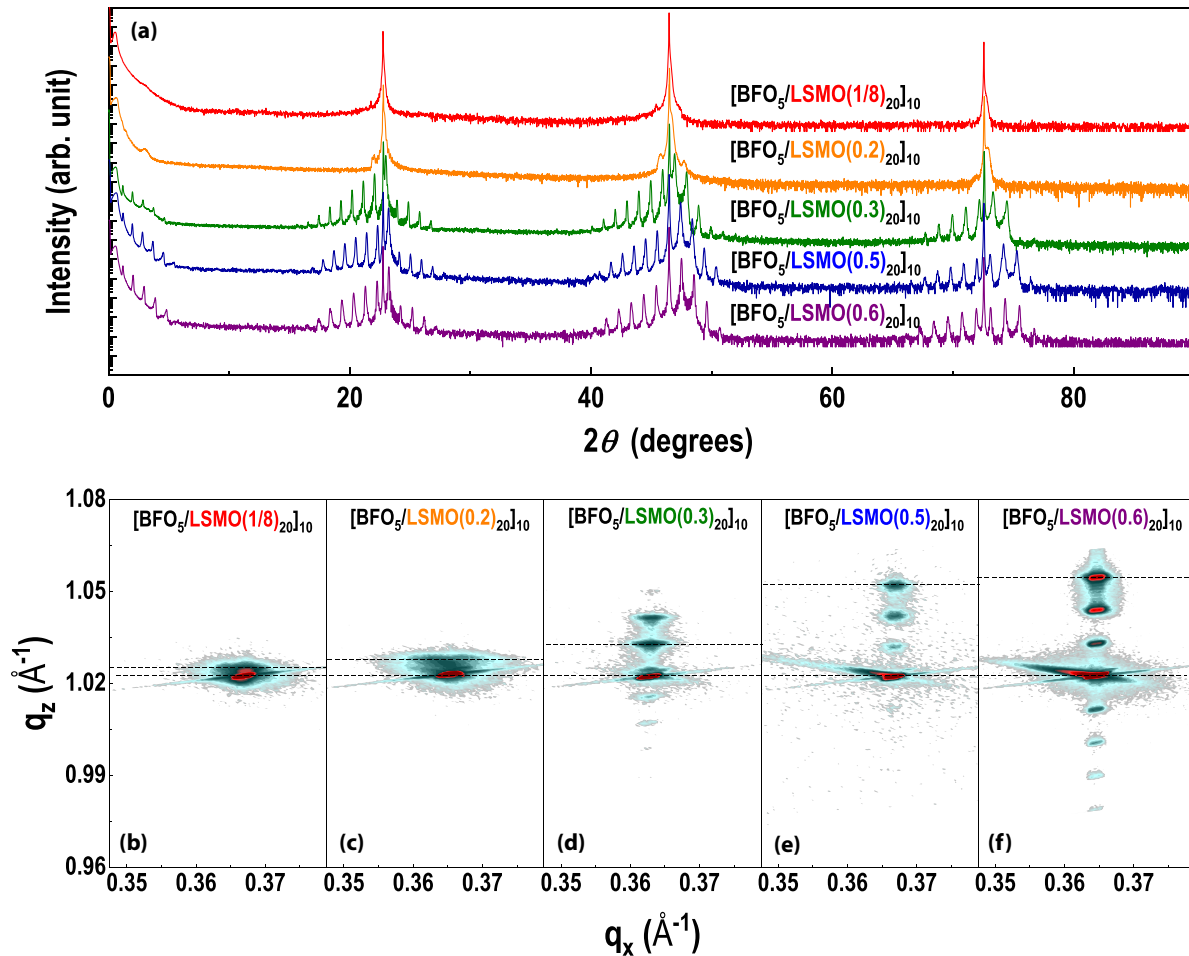 (a)
Intensity (arb. unit)
[BFO₅/LSMO(1/8)₂₀]₁₀
[BFO₅/LSMO(0.2)₂₀]₁₀
[BFO₅/LSMO(0.3)₂₀]₁₀
[BFO₅/LSMO(0.5)₂₀]₁₀
[BFO₅/LSMO(0.6)₂₀]₁₀
0 20 40 60 80
2θ (degrees)
[BFO₅/LSMO(1/8)₂₀]₁₀ [BFO₅/LSMO(0.2)₂₀]₁₀ [BFO₅/LSMO(0.3)₂₀]₁₀ [BFO₅/LSMO(0.5)₂₀]₁₀ [BFO₅/LSMO(0.6)₂₀]₁₀
1.08
1.05
1.02
0.99
0.96
q_z (Å⁻¹)
(b) (c) (d) (e) (f)
0.35 0.36 0.37 0.35 0.36 0.37 0.35 0.36 0.37 0.35 0.36 0.37 0.35 0.36 0.37
qₓ (Å⁻¹)